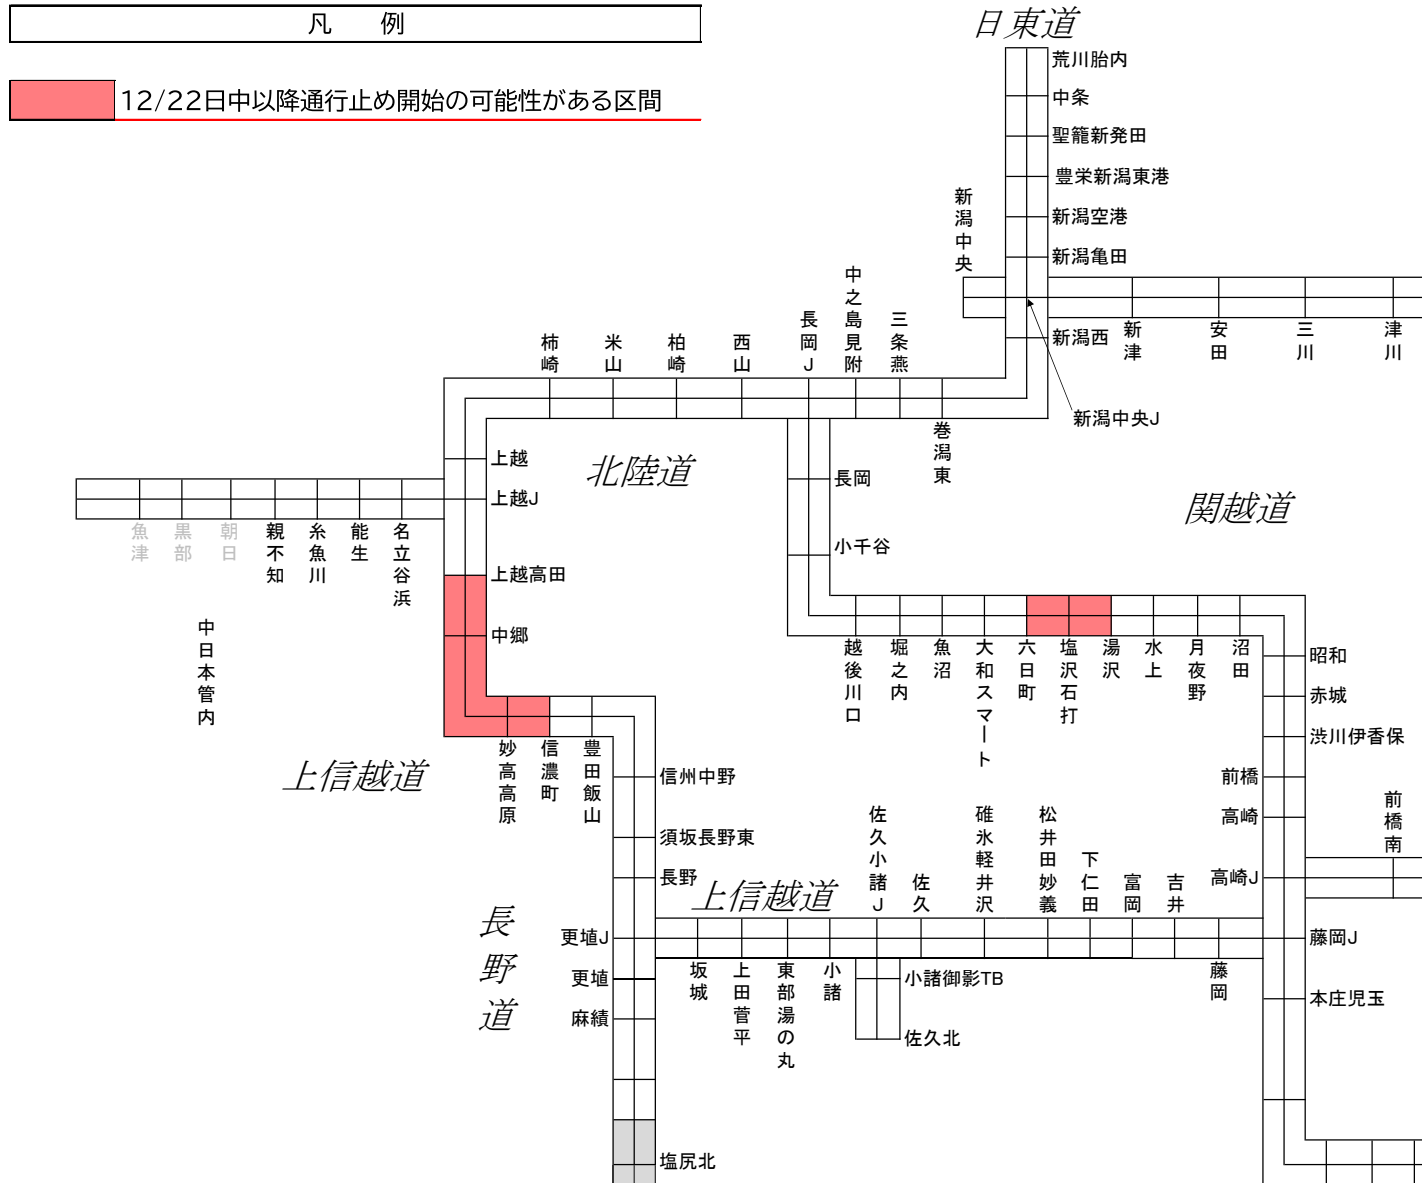 凡 例
12/22日中以降通行止め開始の可能性がある区間
日東道
荒川胎内
中条
聖籠新発田
豊栄新潟東港
新潟空港
新潟亀田
新潟中央
新潟西
新津
安田
三川
津川
新潟中央J
柿崎
米山
柏崎
西山
長岡J
中之島見附
三条燕
巻潟東
北陸道
関越道
上越
上越J
魚津
黒部
朝日
親不知
糸魚川
能生
名立谷浜
中日本管内
上越高田
中郷
長岡
小千谷
越後川口
堀之内
魚沼
大和スマート
六日町
塩沢石打
湯沢
水上
月夜野
沼田
昭和
赤城
渋川伊香保
前橋
高崎
前橋南
高崎J
上信越道
妙高高原
信濃町
豊田飯山
信州中野
須坂長野東
長野
上信越道
長野道
更埴J
更埴
麻績
佐久小諸J
佐久
碓氷軽井沢
松井田妙義
下仁田
富岡
吉井
藤岡J
坂城
上田菅平
東部湯の丸
小諸
小諸御影TB
佐久北
藤岡
本庄児玉
塩尻北